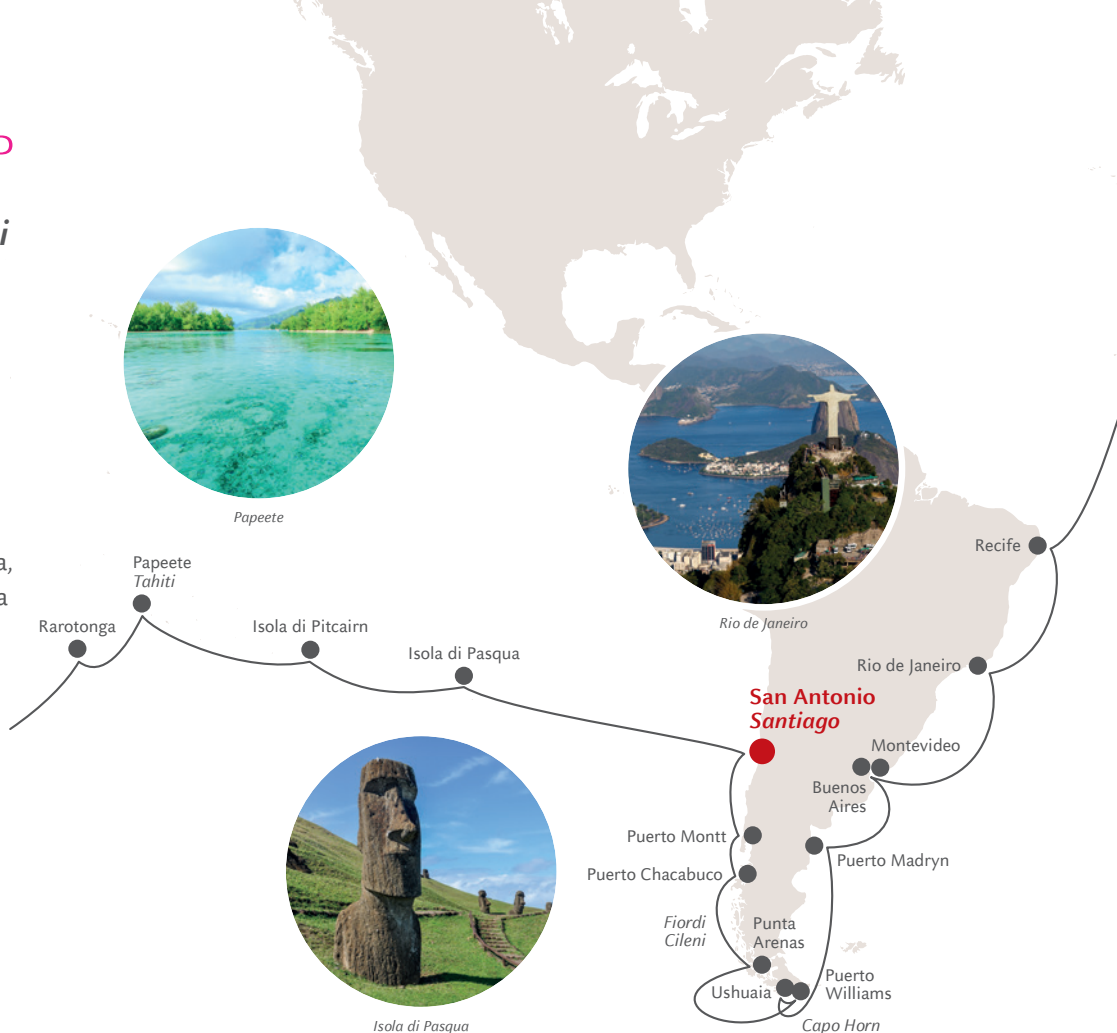 i
a,
a
Papeete
Rio de Janeiro
Isola di Pasqua
Papeete
Tahiti
Rarotonga
Isola di Pitcairn
Isola di Pasqua
San Antonio
Santiago
Recife
Rio de Janeiro
Montevideo
Buenos
Aires
Puerto Montt
Puerto Madryn
Puerto Chacabuco
Fiordi
Cileni
Punta
Arenas
Ushuaia
Puerto
Williams
Capo Horn